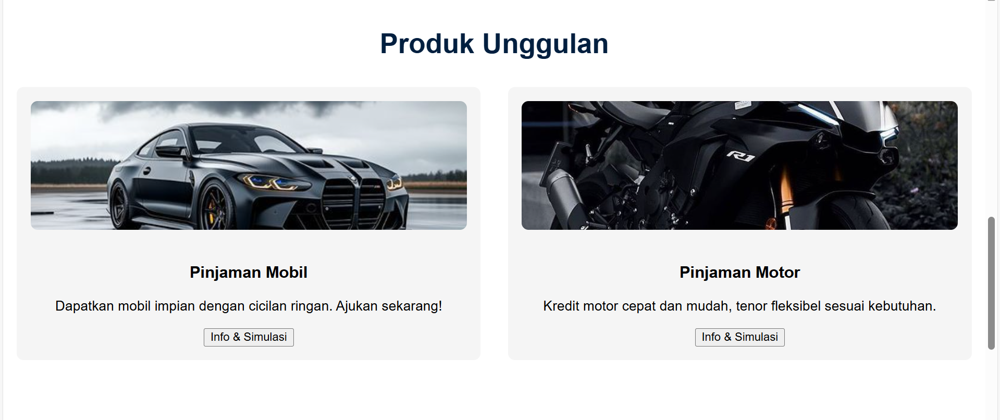 Produk Unggulan
R1
Pinjaman Mobil
Dapatkan mobil impian dengan cicilan ringan. Ajukan sekarang!
Info & Simulasi
Pinjaman Motor
Kredit motor cepat dan mudah, tenor fleksibel sesuai kebutuhan.
Info & Simulasi